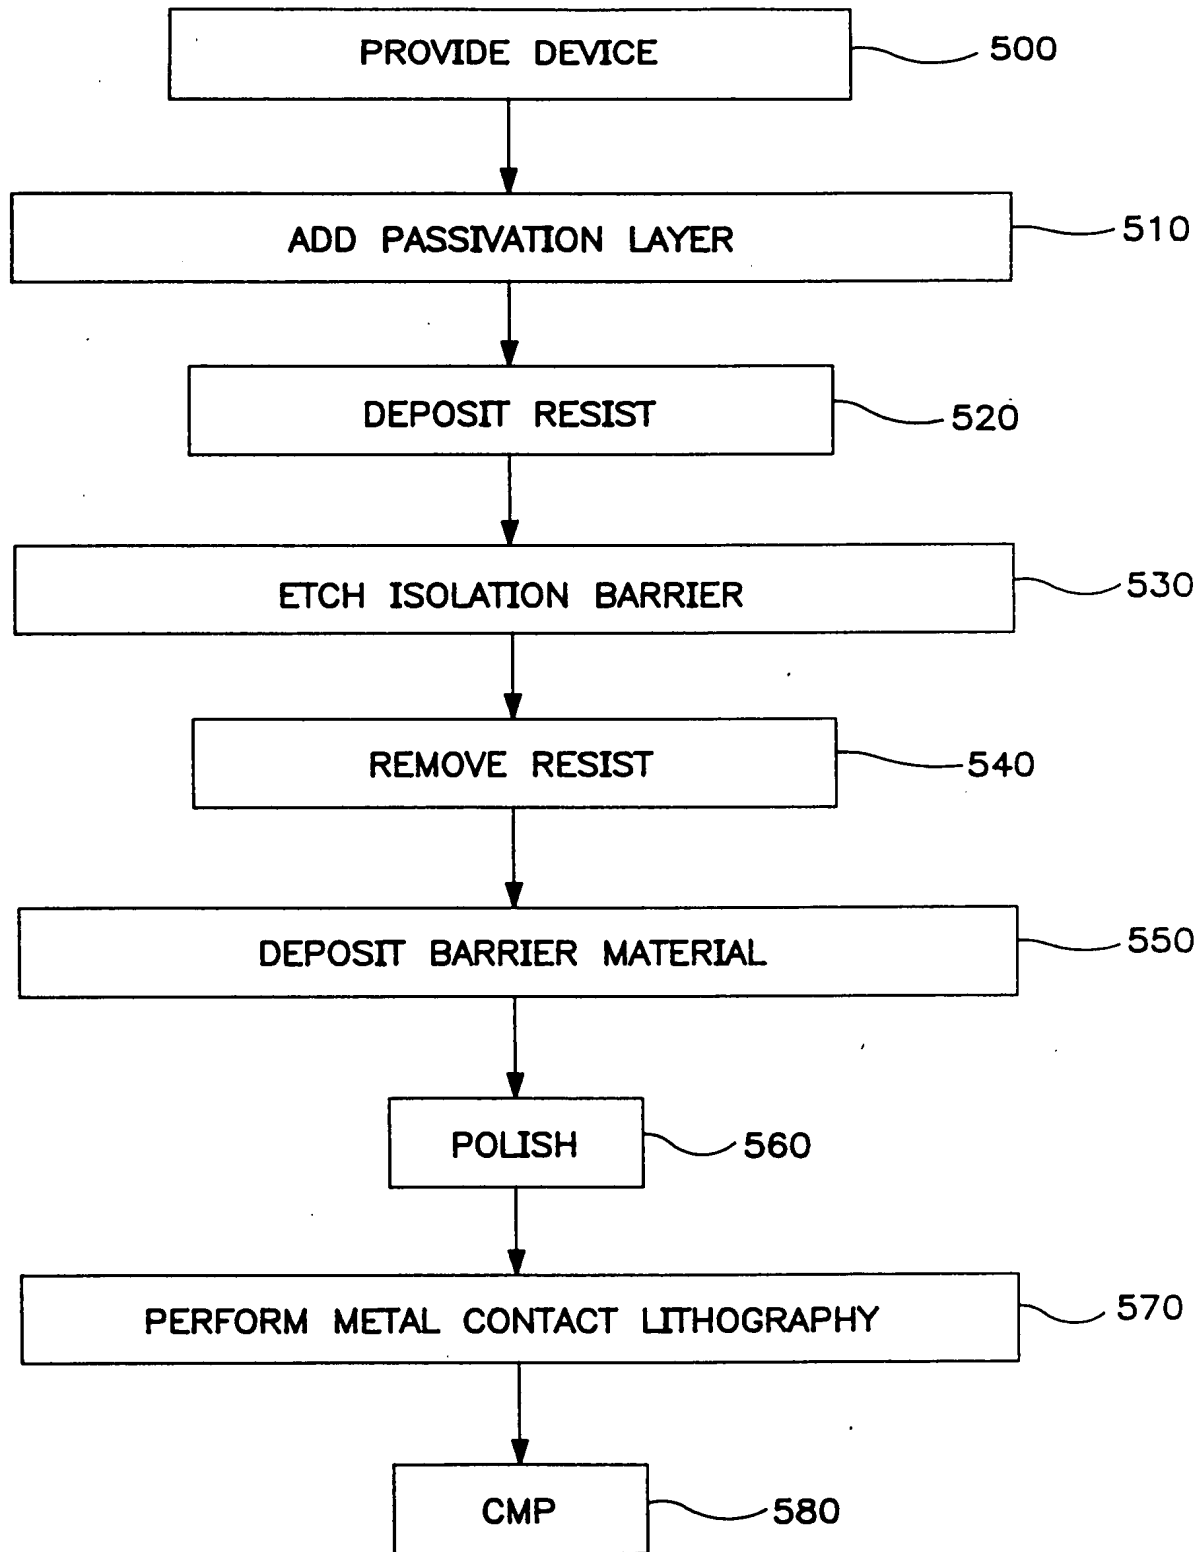 PROVIDE DEVICE 500
ADD PASSIVATION LAYER 510
DEPOSIT RESIST 520
ETCH ISOLATION BARRIER 530
REMOVE RESIST 540
DEPOSIT BARRIER MATERIAL 550
POLISH 560
PERFORM METAL CONTACT LITHOGRAPHY 570
CMP 580